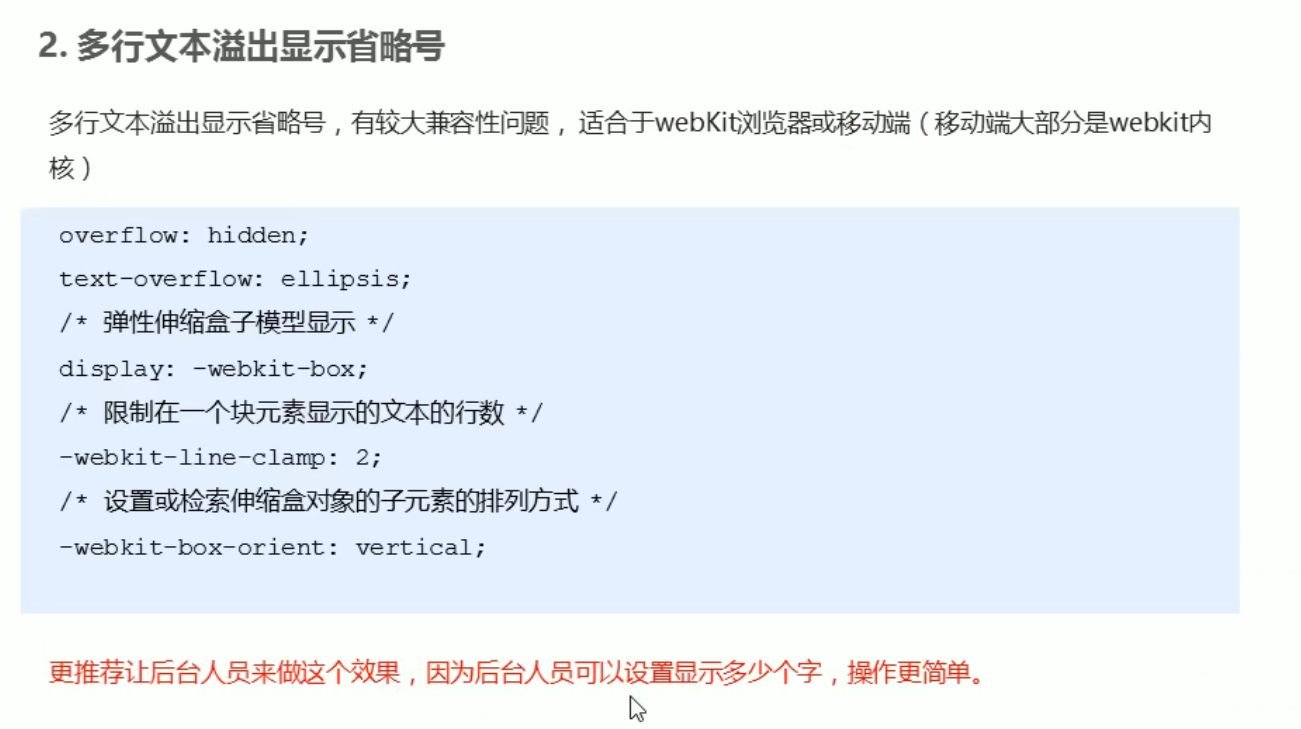 2. 多行文本溢出显示省略号
多行文本溢出显示省略号，有较大兼容性问题， 适合于webKit浏览器或移动端（移动端大部分是webkit内
核）
overflow: hidden;
text-overflow: ellipsis;
/* 弹性伸缩盒子模型显示 */
display: -webkit-box;
/* 限制在一个块元素显示的文本的行数 */
-webkit-line-clamp: 2;
/* 设置或检索伸缩盒对象的子元素的排列方式 */
-webkit-box-orient: vertical;
更推荐让后台人员来做这个效果，因为后台人员可以设置显示多少个字，操作更简单。